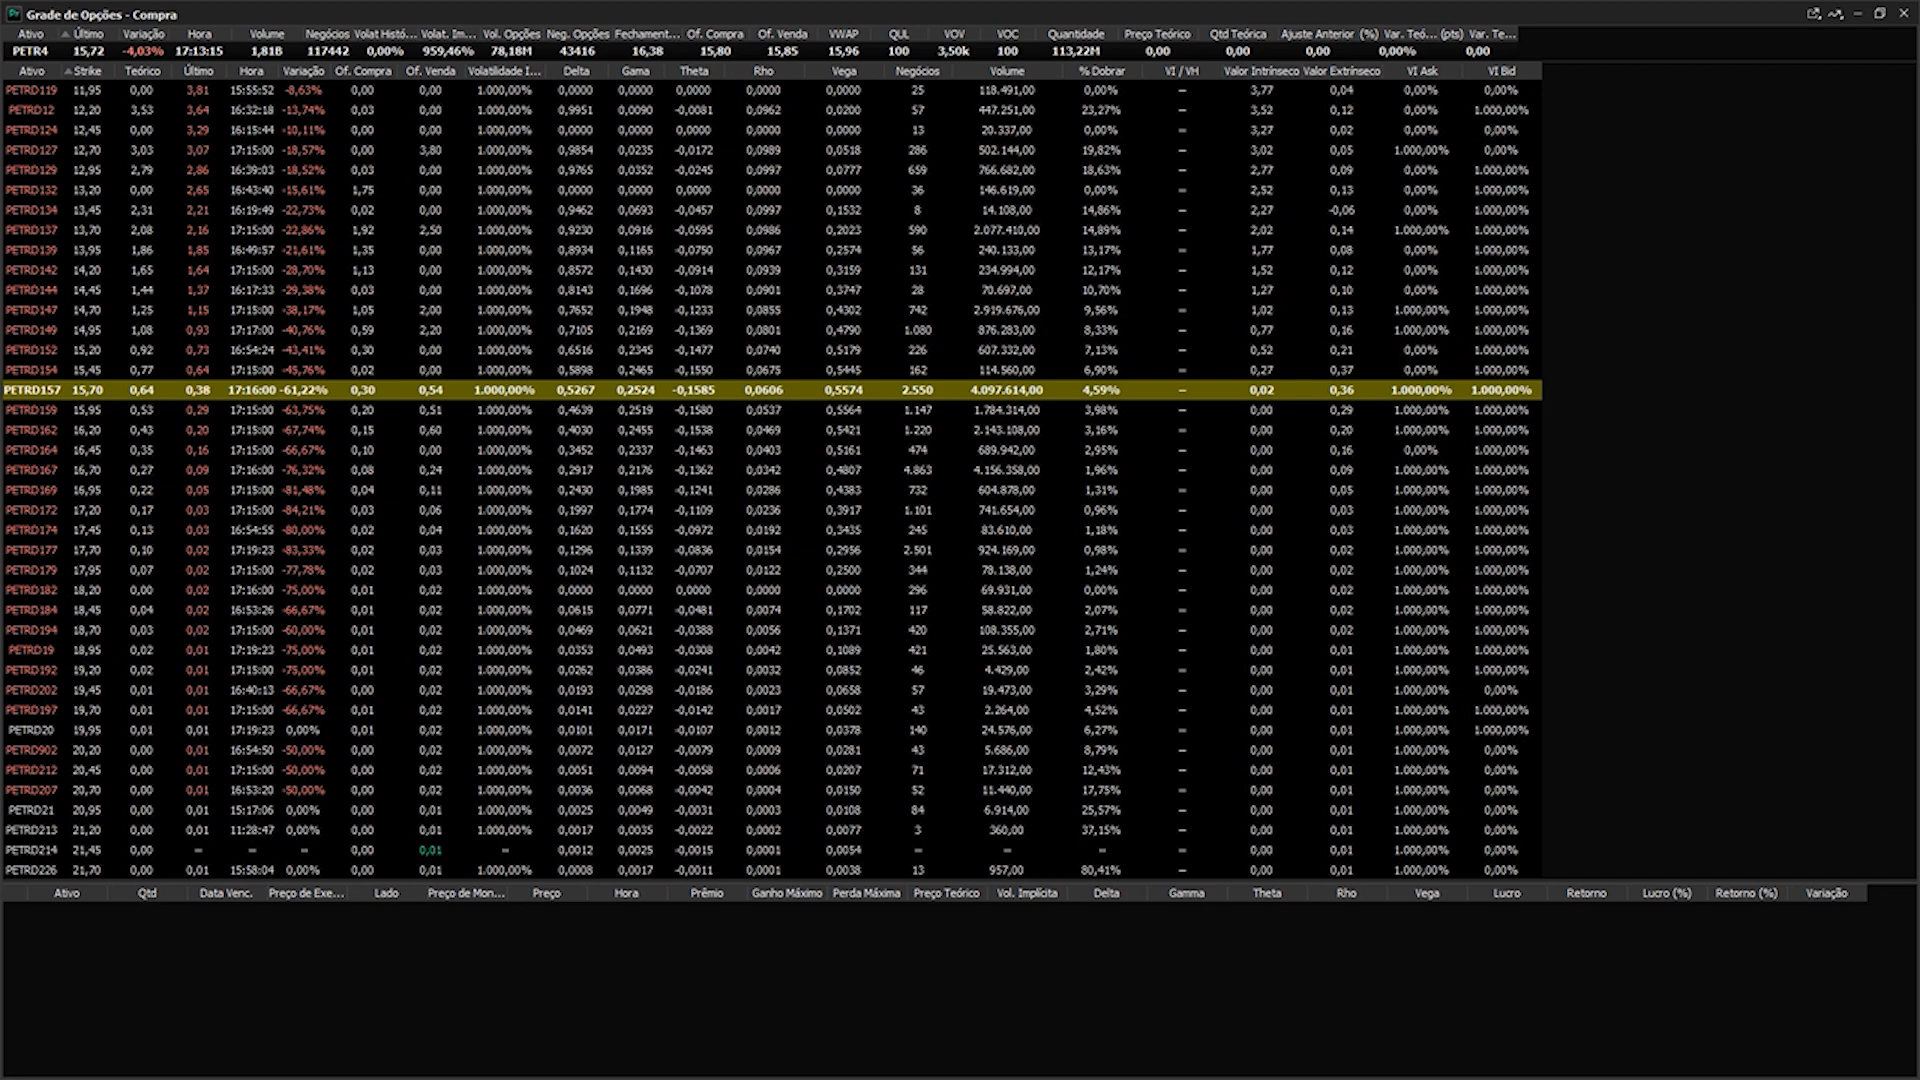 Grade de Opções - Compra
Ativo Último Variação Hora Volume Negócios Volat Histó... Volat. Im... Vol. Opções Neg. Opções Fechament... Of. Compra Of. Venda VWAP QUL VOV VOC Quantidade Preço Teórico Qtd Teórica Ajuste Anterior (%) Var. Teó... (pts) Var. Te...
PETR4 15,72 -4,03% 17:13:15 1,81B 117442 0,00% 959,46% 78,18M 43416 16,38 15,80 15,85 15,96 100 3,50k 100 113,22M 0,00 0,00 0,00 0,00% 0,00
Ativo Strike Teórico Último Hora Variação Of. Compra Of. Venda Volatilidade I... Delta Gama Theta Rho Vega Negócios Volume % Dobrar VI / VH Valor Intrínseco Valor Extrínseco VI Ask VI Bid
PETRD119 11,95 0,00 3,81 15:55:52 -8,63% 0,00 0,00 1.000,00% 0,0000 0,0000 0,0000 0,0000 0,0000 25 118.491,00 0,00% - 3,77 0,04 0,00% 0,00%
PETRD12 12,20 3,53 3,64 16:32:18 -13,74% 0,03 0,00 1.000,00% 0,9951 0,0090 -0,0081 0,0962 0,0200 57 447.251,00 23,27% - 3,52 0,12 0,00% 1.000,00%
PETRD124 12,45 0,00 3,29 16:15:44 -10,11% 0,00 0,00 1.000,00% 0,0000 0,0000 0,0000 0,0000 0,0000 13 20.337,00 0,00% - 3,27 0,02 0,00% 0,00%
PETRD127 12,70 3,03 3,07 17:15:00 -18,57% 0,00 3,80 1.000,00% 0,9854 0,0235 -0,0172 0,0989 0,0518 286 502.144,00 19,82% - 3,02 0,05 1.000,00% 0,00%
PETRD129 12,95 2,79 2,86 16:39:03 -18,52% 0,03 0,00 1.000,00% 0,9765 0,0352 -0,0245 0,0997 0,0777 659 766.682,00 18,63% - 2,77 0,09 0,00% 1.000,00%
PETRD132 13,20 0,00 2,65 16:43:40 -15,61% 1,75 0,00 1.000,00% 0,0000 0,0000 0,0000 0,0000 0,0000 36 146.619,00 0,00% - 2,52 0,13 0,00% 1.000,00%
PETRD134 13,45 2,31 2,21 16:19:49 -22,73% 0,02 0,00 1.000,00% 0,9462 0,0693 -0,0457 0,0997 0,1532 8 14.108,00 14,86% - 2,27 -0,06 0,00% 1.000,00%
PETRD137 13,70 2,08 2,16 17:15:00 -22,86% 1,92 2,50 1.000,00% 0,9230 0,0916 -0,0595 0,0986 0,2023 590 2.077.410,00 14,89% - 2,02 0,14 1.000,00% 1.000,00%
PETRD139 13,95 1,86 1,85 16:49:57 -21,61% 1,35 0,00 1.000,00% 0,8934 0,1165 -0,0750 0,0967 0,2574 56 240.133,00 13,17% - 1,77 0,08 0,00% 1.000,00%
PETRD142 14,20 1,65 1,64 17:15:00 -28,70% 1,13 0,00 1.000,00% 0,8572 0,1430 -0,0914 0,0939 0,3159 131 234.994,00 12,17% - 1,52 0,12 0,00% 1.000,00%
PETRD144 14,45 1,44 1,37 16:17:33 -29,38% 0,03 0,00 1.000,00% 0,8143 0,1696 -0,1078 0,0901 0,3747 28 70.697,00 10,70% - 1,27 0,10 0,00% 1.000,00%
PETRD147 14,70 1,25 1,15 17:15:00 -38,17% 1,05 2,00 1.000,00% 0,7652 0,1948 -0,1233 0,0855 0,4302 742 2.919.676,00 9,56% - 1,02 0,13 1.000,00% 1.000,00%
PETRD149 14,95 1,08 0,93 17:17:00 -40,76% 0,59 2,20 1.000,00% 0,7105 0,2169 -0,1369 0,0801 0,4790 1.080 876.283,00 8,33% - 0,77 0,16 1.000,00% 1.000,00%
PETRD152 15,20 0,92 0,73 16:54:24 -43,41% 0,30 0,00 1.000,00% 0,6516 0,2345 -0,1477 0,0740 0,5179 226 607.332,00 7,13% - 0,52 0,21 0,00% 1.000,00%
PETRD154 15,45 0,77 0,64 17:15:00 -45,76% 0,02 0,00 1.000,00% 0,5898 0,2465 -0,1550 0,0675 0,5445 162 114.560,00 6,90% - 0,27 0,37 0,00% 1.000,00%
PETRD157 15,70 0,64 0,38 17:16:00 -61,22% 0,30 0,54 1.000,00% 0,5267 0,2524 -0,1585 0,0606 0,5574 2.550 4.097.614,00 4,59% - 0,02 0,36 1.000,00% 1.000,00%
PETRD159 15,95 0,53 0,29 17:15:00 -63,75% 0,20 0,51 1.000,00% 0,4639 0,2519 -0,1580 0,0537 0,5564 1.147 1.784.314,00 3,98% - 0,00 0,29 1.000,00% 1.000,00%
PETRD162 16,20 0,43 0,20 17:15:00 -67,74% 0,15 0,60 1.000,00% 0,4030 0,2455 -0,1538 0,0469 0,5421 1.220 2.143.108,00 3,16% - 0,00 0,20 1.000,00% 1.000,00%
PETRD164 16,45 0,35 0,16 17:15:00 -66,67% 0,10 0,00 1.000,00% 0,3452 0,2337 -0,1463 0,0403 0,5161 474 689.942,00 2,95% - 0,00 0,16 0,00% 1.000,00%
PETRD167 16,70 0,27 0,09 17:16:00 -76,32% 0,08 0,24 1.000,00% 0,2917 0,2176 -0,1362 0,0342 0,4807 4.863 4.156.358,00 1,96% - 0,00 0,09 1.000,00% 1.000,00%
PETRD169 16,95 0,22 0,05 17:15:00 -81,48% 0,04 0,11 1.000,00% 0,2430 0,1985 -0,1241 0,0286 0,4383 732 604.878,00 1,31% - 0,00 0,05 1.000,00% 1.000,00%
PETRD172 17,20 0,17 0,03 17:15:00 -84,21% 0,03 0,06 1.000,00% 0,1997 0,1774 -0,1109 0,0236 0,3917 1.101 741.654,00 0,96% - 0,00 0,03 1.000,00% 1.000,00%
PETRD174 17,45 0,13 0,03 16:54:55 -80,00% 0,02 0,04 1.000,00% 0,1620 0,1555 -0,0972 0,0192 0,3435 245 83.610,00 1,18% - 0,00 0,03 1.000,00% 1.000,00%
PETRD177 17,70 0,10 0,02 17:19:23 -83,33% 0,02 0,03 1.000,00% 0,1296 0,1339 -0,0836 0,0154 0,2956 2.501 924.169,00 0,98% - 0,00 0,02 1.000,00% 1.000,00%
PETRD179 17,95 0,07 0,02 17:15:00 -77,78% 0,02 0,03 1.000,00% 0,1024 0,1132 -0,0707 0,0122 0,2500 344 78.138,00 1,24% - 0,00 0,02 1.000,00% 1.000,00%
PETRD182 18,20 0,00 0,02 17:16:00 -75,00% 0,01 0,02 1.000,00% 0,0000 0,0000 0,0000 0,0000 0,0000 296 69.931,00 0,00% - 0,00 0,02 1.000,00% 1.000,00%
PETRD184 18,45 0,04 0,02 16:53:26 -66,67% 0,01 0,02 1.000,00% 0,0615 0,0771 -0,0481 0,0074 0,1702 117 58.822,00 2,07% - 0,00 0,02 1.000,00% 1.000,00%
PETRD194 18,70 0,03 0,02 17:15:00 -60,00% 0,01 0,02 1.000,00% 0,0469 0,0621 -0,0388 0,0056 0,1371 420 108.355,00 2,71% - 0,00 0,02 1.000,00% 1.000,00%
PETRD19 18,95 0,02 0,01 17:19:23 -75,00% 0,01 0,02 1.000,00% 0,0353 0,0493 -0,0308 0,0042 0,1089 421 25.563,00 1,80% - 0,00 0,01 1.000,00% 1.000,00%
PETRD192 19,20 0,02 0,01 17:15:00 -75,00% 0,01 0,02 1.000,00% 0,0262 0,0386 -0,0241 0,0032 0,0852 46 4.429,00 2,42% - 0,00 0,01 1.000,00% 1.000,00%
PETRD202 19,45 0,01 0,01 16:40:13 -66,67% 0,00 0,02 1.000,00% 0,0193 0,0298 -0,0186 0,0023 0,0658 57 19.473,00 3,29% - 0,00 0,01 1.000,00% 0,00%
PETRD197 19,70 0,01 0,01 17:15:00 -66,67% 0,01 0,02 1.000,00% 0,0141 0,0227 -0,0142 0,0017 0,0502 43 2.264,00 4,52% - 0,00 0,01 1.000,00% 1.000,00%
PETRD20 19,95 0,01 0,01 17:19:23 0,00% 0,01 0,02 1.000,00% 0,0101 0,0171 -0,0107 0,0012 0,0378 140 24.576,00 6,27% - 0,00 0,01 1.000,00% 1.000,00%
PETRD902 20,20 0,00 0,01 16:54:50 -50,00% 0,00 0,02 1.000,00% 0,0072 0,0127 -0,0079 0,0009 0,0281 43 5.686,00 8,79% - 0,00 0,01 1.000,00% 0,00%
PETRD212 20,45 0,00 0,01 17:15:00 -50,00% 0,00 0,02 1.000,00% 0,0051 0,0094 -0,0058 0,0006 0,0207 71 17.312,00 12,43% - 0,00 0,01 1.000,00% 0,00%
PETRD207 20,70 0,00 0,01 16:53:20 -50,00% 0,00 0,02 1.000,00% 0,0036 0,0068 -0,0042 0,0004 0,0150 52 11.440,00 17,75% - 0,00 0,01 1.000,00% 0,00%
PETRD21 20,95 0,00 0,01 15:17:06 0,00% 0,00 0,01 1.000,00% 0,0025 0,0049 -0,0031 0,0003 0,0108 84 6.914,00 25,57% - 0,00 0,01 1.000,00% 0,00%
PETRD213 21,20 0,00 0,01 11:28:47 0,00% 0,00 0,01 1.000,00% 0,0017 0,0035 -0,0022 0,0002 0,0077 3 360,00 37,15% - 0,00 0,01 1.000,00% 0,00%
PETRD214 21,45 0,00 - - - 0,00 0,01 - 0,0012 0,0025 -0,0015 0,0001 0,0054 - - - - 0,00 0,01 1.000,00% 0,00%
PETRD226 21,70 0,00 0,01 15:58:04 0,00% 0,00 0,01 1.000,00% 0,0008 0,0017 -0,0011 0,0001 0,0038 13 957,00 80,41% - 0,00 0,01 1.000,00% 0,00%
Ativo Qtd Data Venc. Preço de Exe... Lado Preço de Mon... Preço Hora Prêmio Ganho Máximo Perda Máxima Preço Teórico Vol. Implícita Delta Gamma Theta Rho Vega Lucro Retorno Lucro (%) Retorno (%) Variação